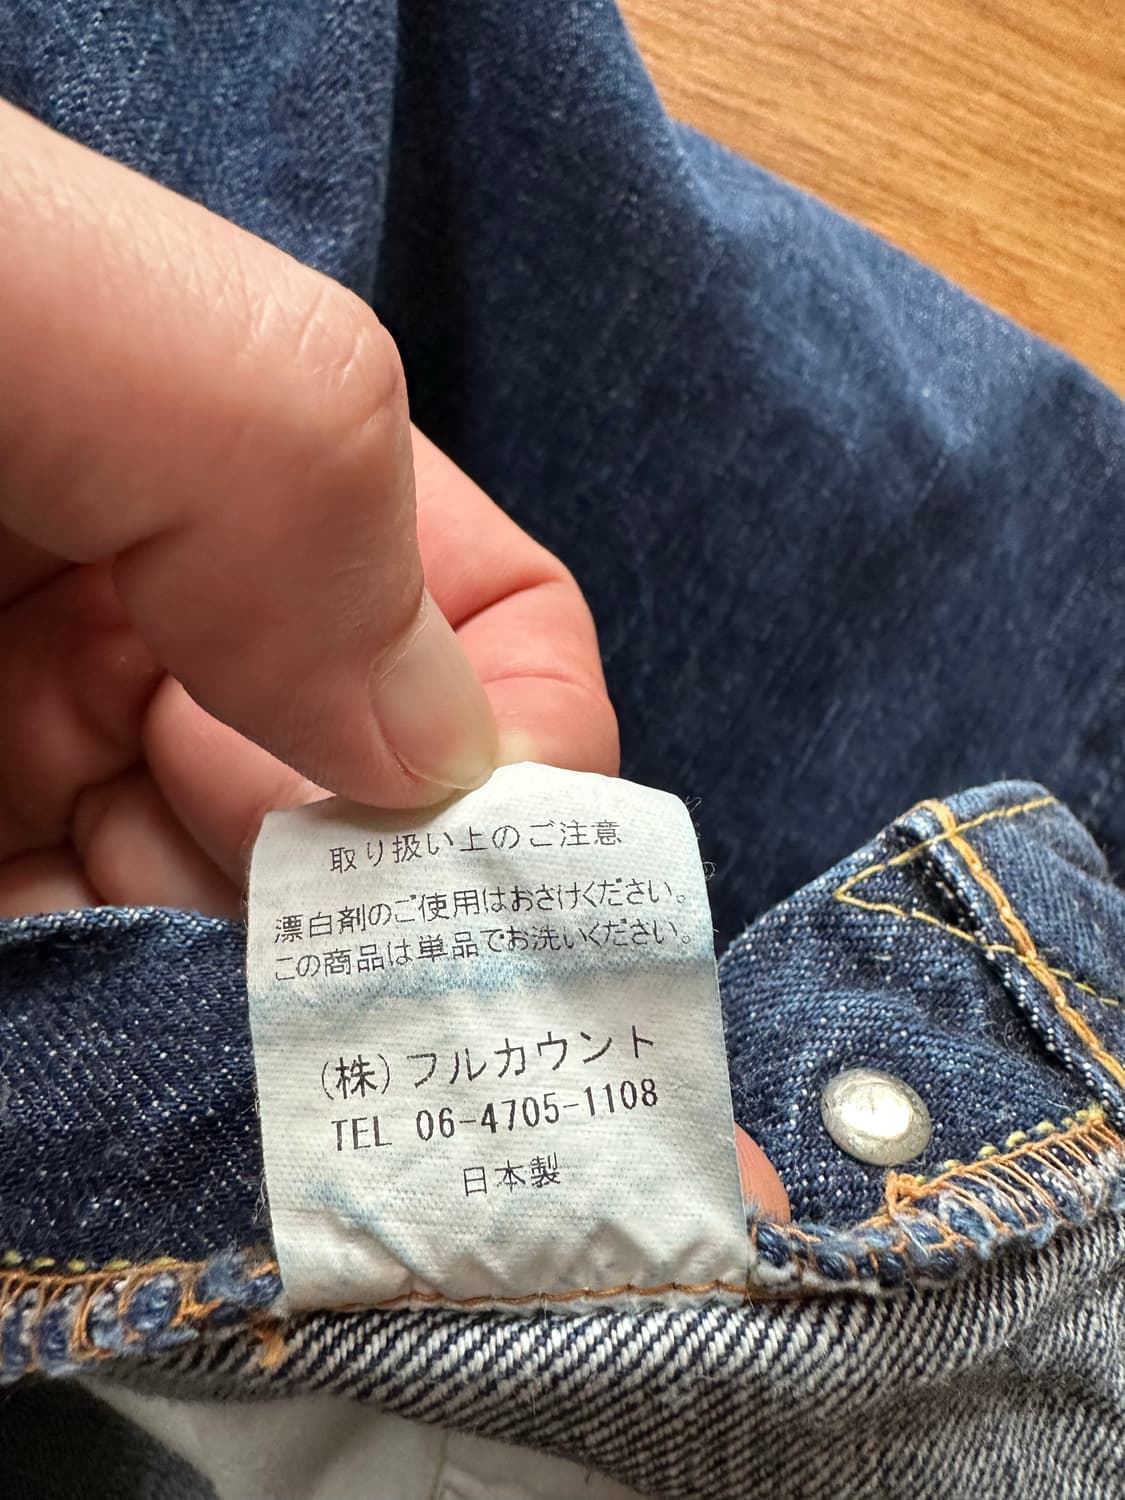 取り扱い上のご注意
漂白剤のご使用はおさけください。
この商品は単品でお洗いください。
(株)フルカウント
TEL 06-4705-1108
日本製